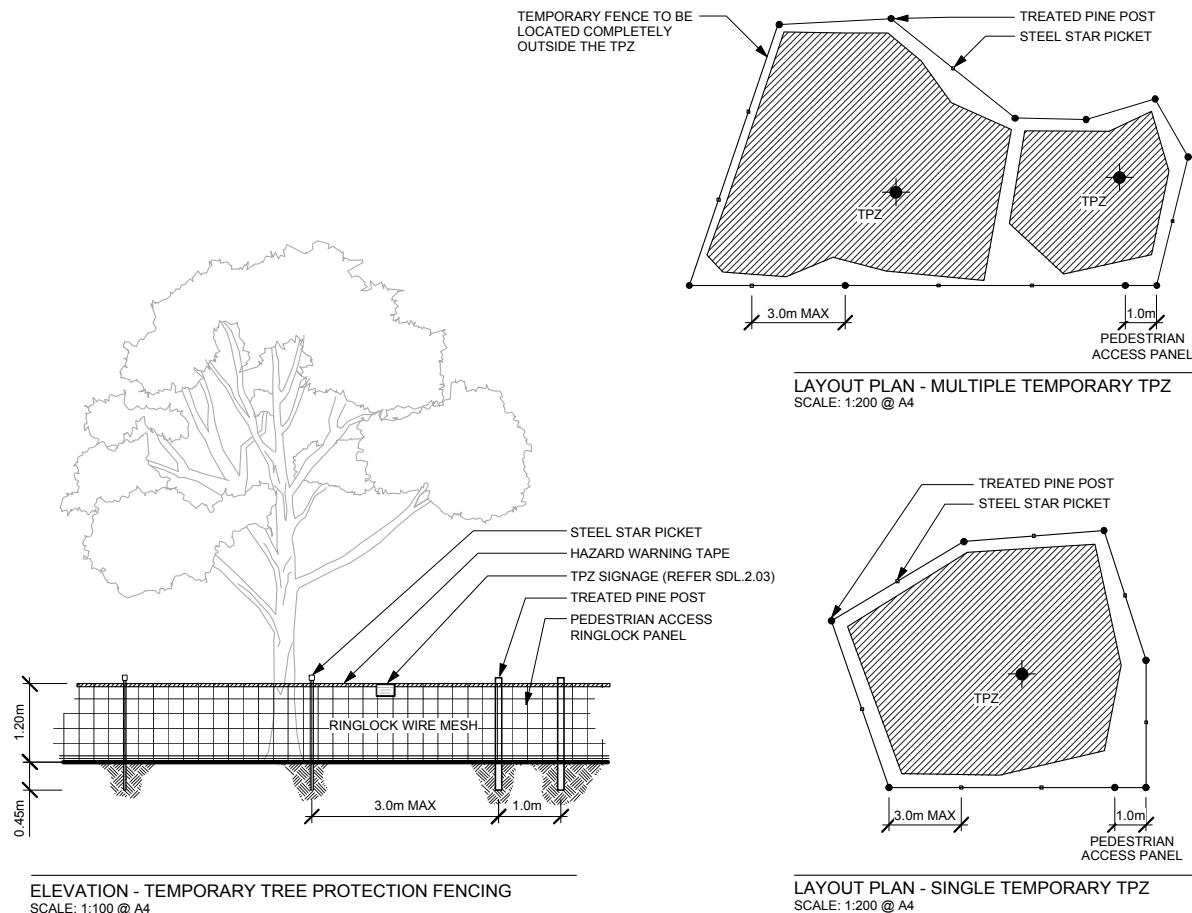 TEMPORARY FENCE TO BE
LOCATED COMPLETELY
OUTSIDE THE TPZ
TREATED PINE POST
STEEL STAR PICKET
TPZ
TPZ
3.0m MAX
1.0m
PEDESTRIAN
ACCESS PANEL
LAYOUT PLAN - MULTIPLE TEMPORARY TPZ
SCALE: 1:200 @ A4
STEEL STAR PICKET
HAZARD WARNING TAPE
TPZ SIGNAGE (REFER SDL.2.03)
TREATED PINE POST
PEDESTRIAN ACCESS
RINGLOCK PANEL
RINGLOCK WIRE MESH
1.20m
0.45m
3.0m MAX
1.0m
ELEVATION - TEMPORARY TREE PROTECTION FENCING
SCALE: 1:100 @ A4
TREATED PINE POST
STEEL STAR PICKET
TPZ
3.0m MAX
1.0m
PEDESTRIAN
ACCESS PANEL
LAYOUT PLAN - SINGLE TEMPORARY TPZ
SCALE: 1:200 @ A4